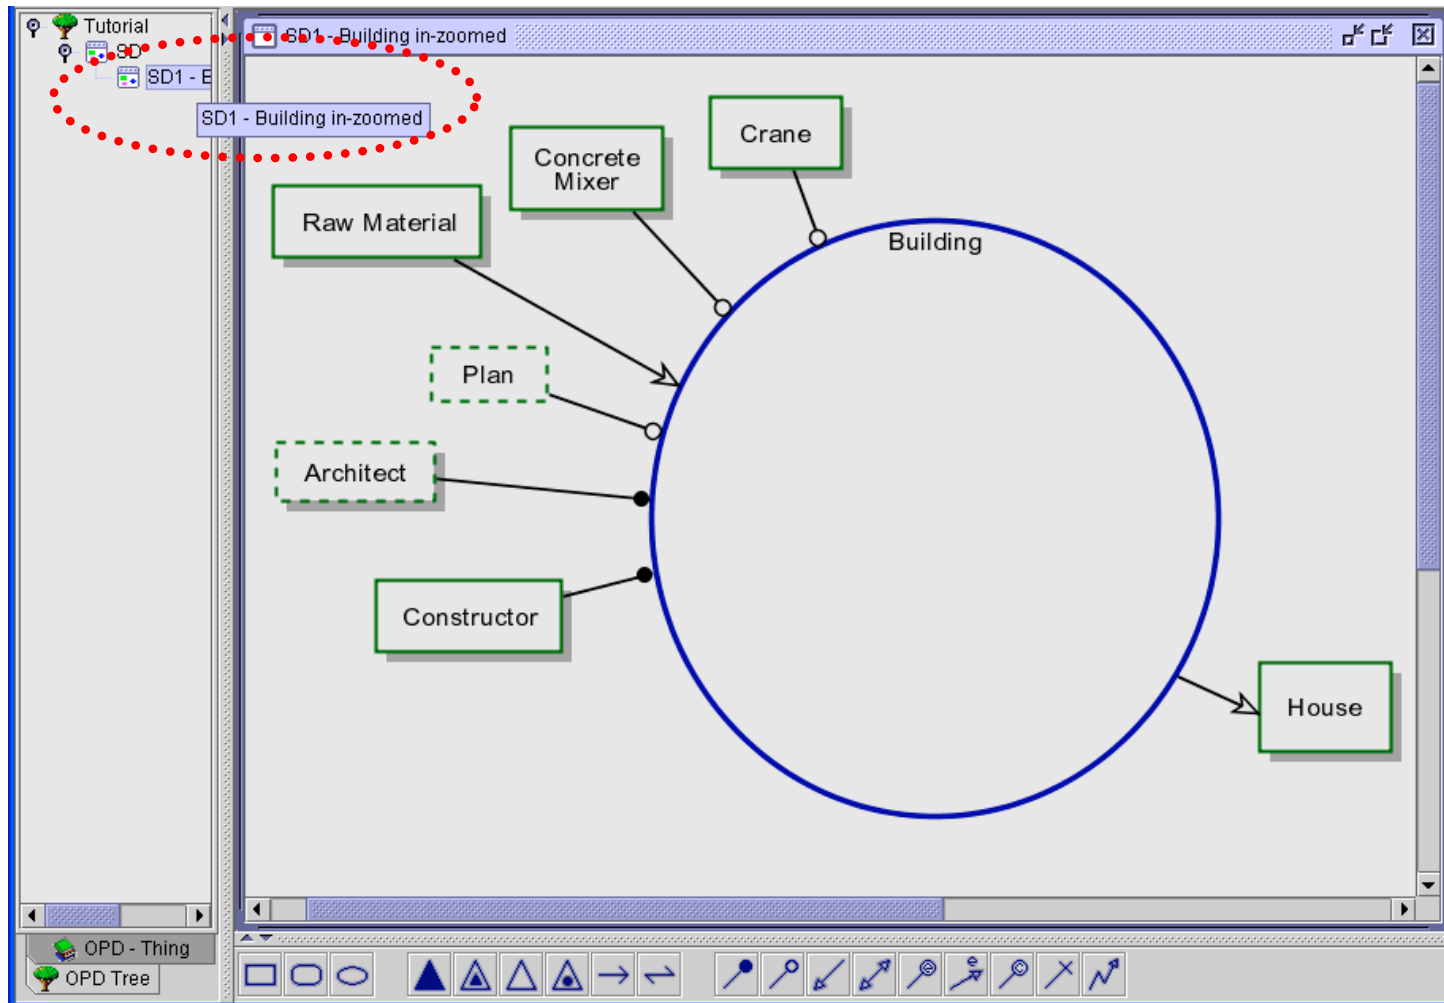 Tutorial
SD
SD1 - E
SD1 - Building in-zoomed
SD1 - Building in-zoomed
Crane
Concrete
Mixer
Raw Material
Building
Plan
Architect
Constructor
House
OPD - Thing
OPD Tree
e
e
c